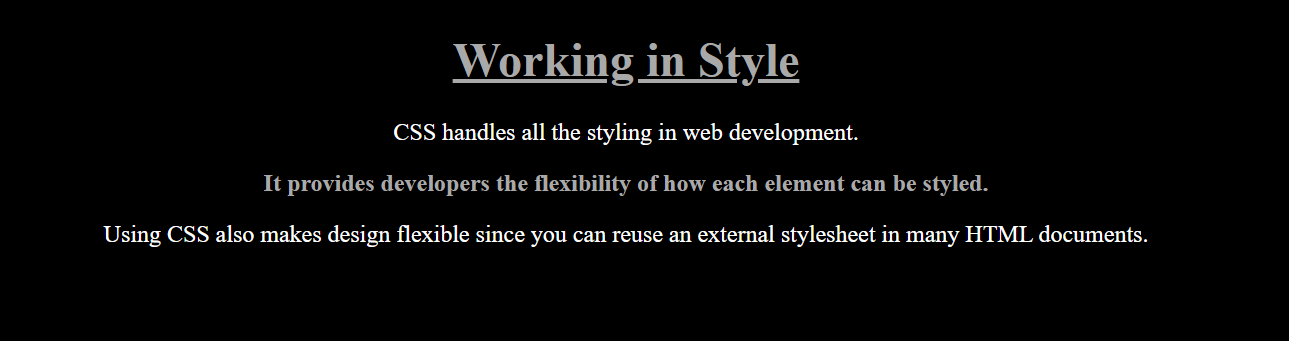 Working in Style
CSS handles all the styling in web development.
It provides developers the flexibility of how each element can be styled.
Using CSS also makes design flexible since you can reuse an external stylesheet in many HTML documents.